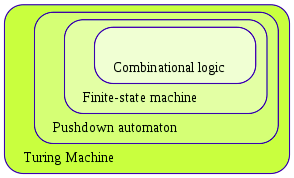 Combinational logic
Finite-state machine
Pushdown automaton
Turing Machine